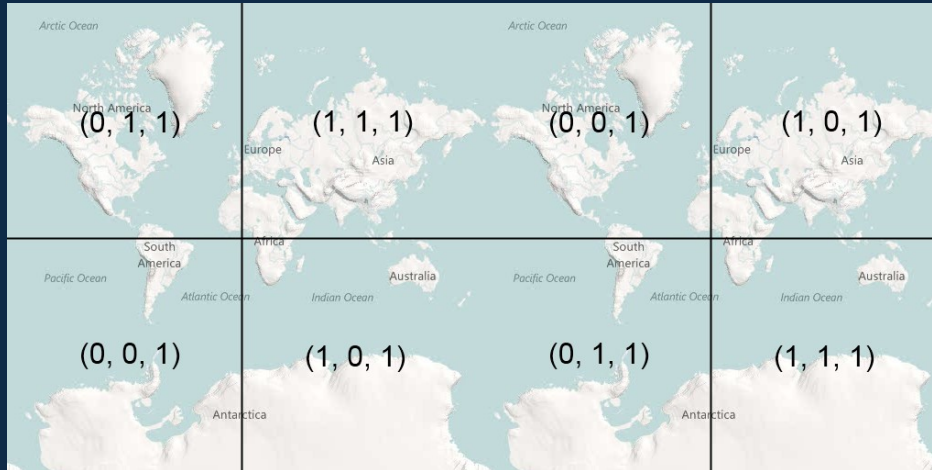 Arctic Ocean
Arctic Ocean
North America
North America
(0, 1, 1)
(1, 1, 1)
(0, 0, 1)
(1, 0, 1)
Europe
Europe
Asia
Asia
Africa
Africa
South
America
South
America
Pacific Ocean
Australia
Pacific Ocean
Australia
Atlantic Ocean
Indian Ocean
Atlantic Ocean
Indian Ocean
(0, 0, 1)
(1, 0, 1)
(0, 1, 1)
(1, 1, 1)
Antarctica
Antarctica